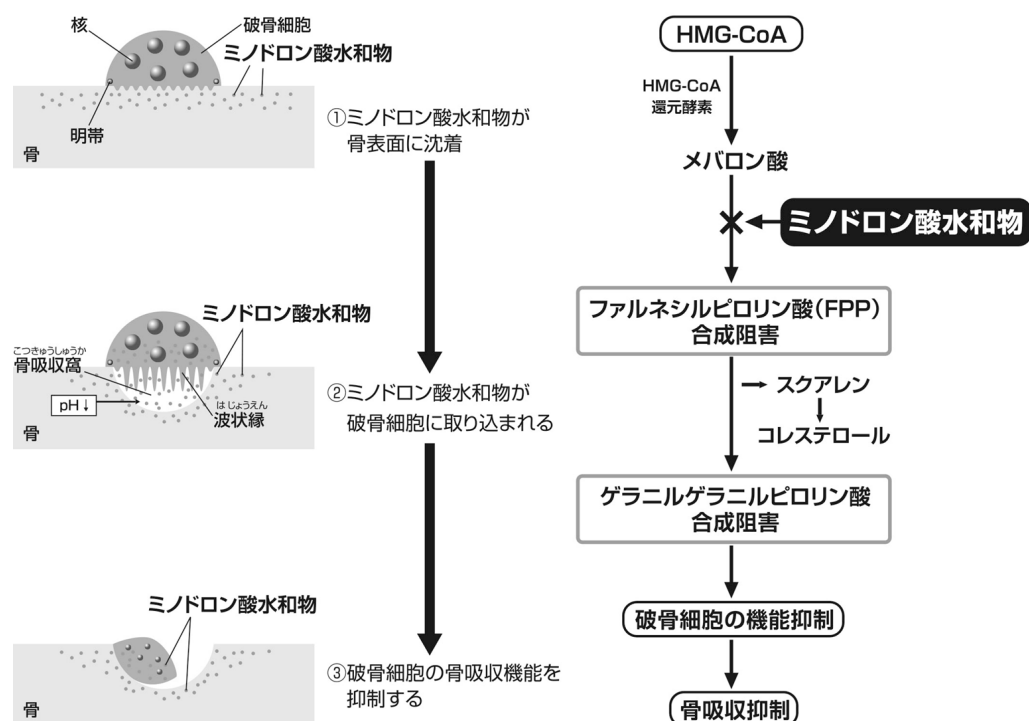 核
破骨細胞
ミノドロン酸水和物
明帯
骨
①ミノドロン酸水和物が
骨表面に沈着
ミノドロン酸水和物
こつきゅうしゅうか
骨吸収窩
pH↓
はじょうえん
波状縁
骨
②ミノドロン酸水和物が
破骨細胞に取り込まれる
ミノドロン酸水和物
骨
③破骨細胞の骨吸収機能を
抑制する
HMG-CoA
HMG-CoA
還元酵素
メバロン酸
ミノドロン酸水和物
ファルネシルピロリン酸(FPP)
合成阻害
スクアレン
コレステロール
ゲラニルゲラニルピロリン酸
合成阻害
破骨細胞の機能抑制
骨吸収抑制